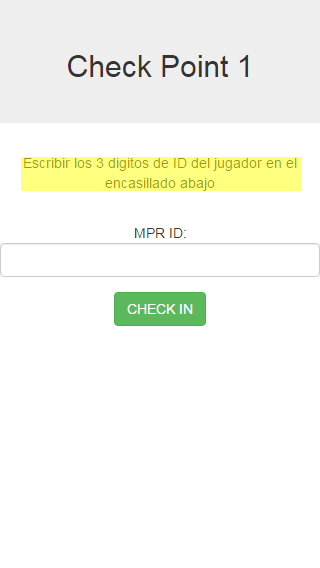 Check Point 1
Escribir los 3 digitos de ID del jugador en el
encasillado abajo
MPR ID:
CHECK IN